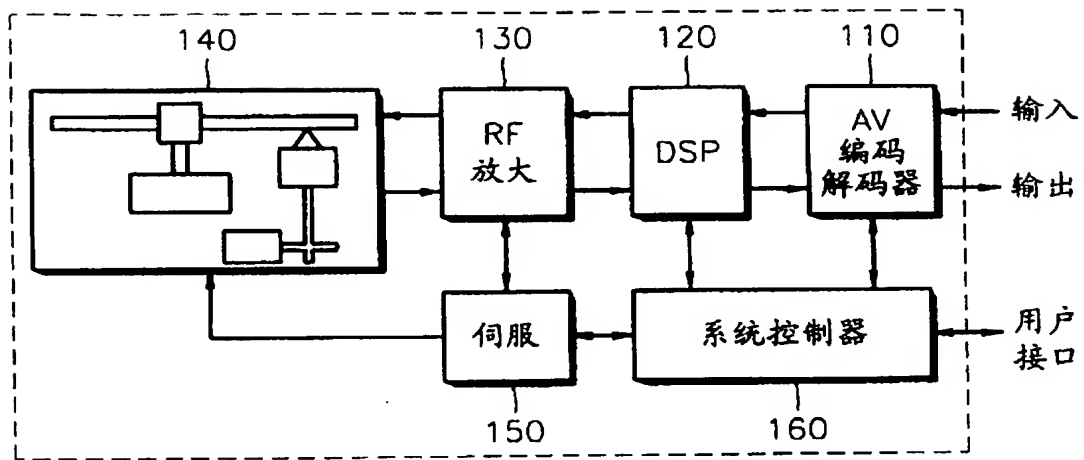 140
130
120
110
RF
放大
DSP
AV
编码
解码器
输入
输出
伺服
系统控制器
用户
接口
150
160